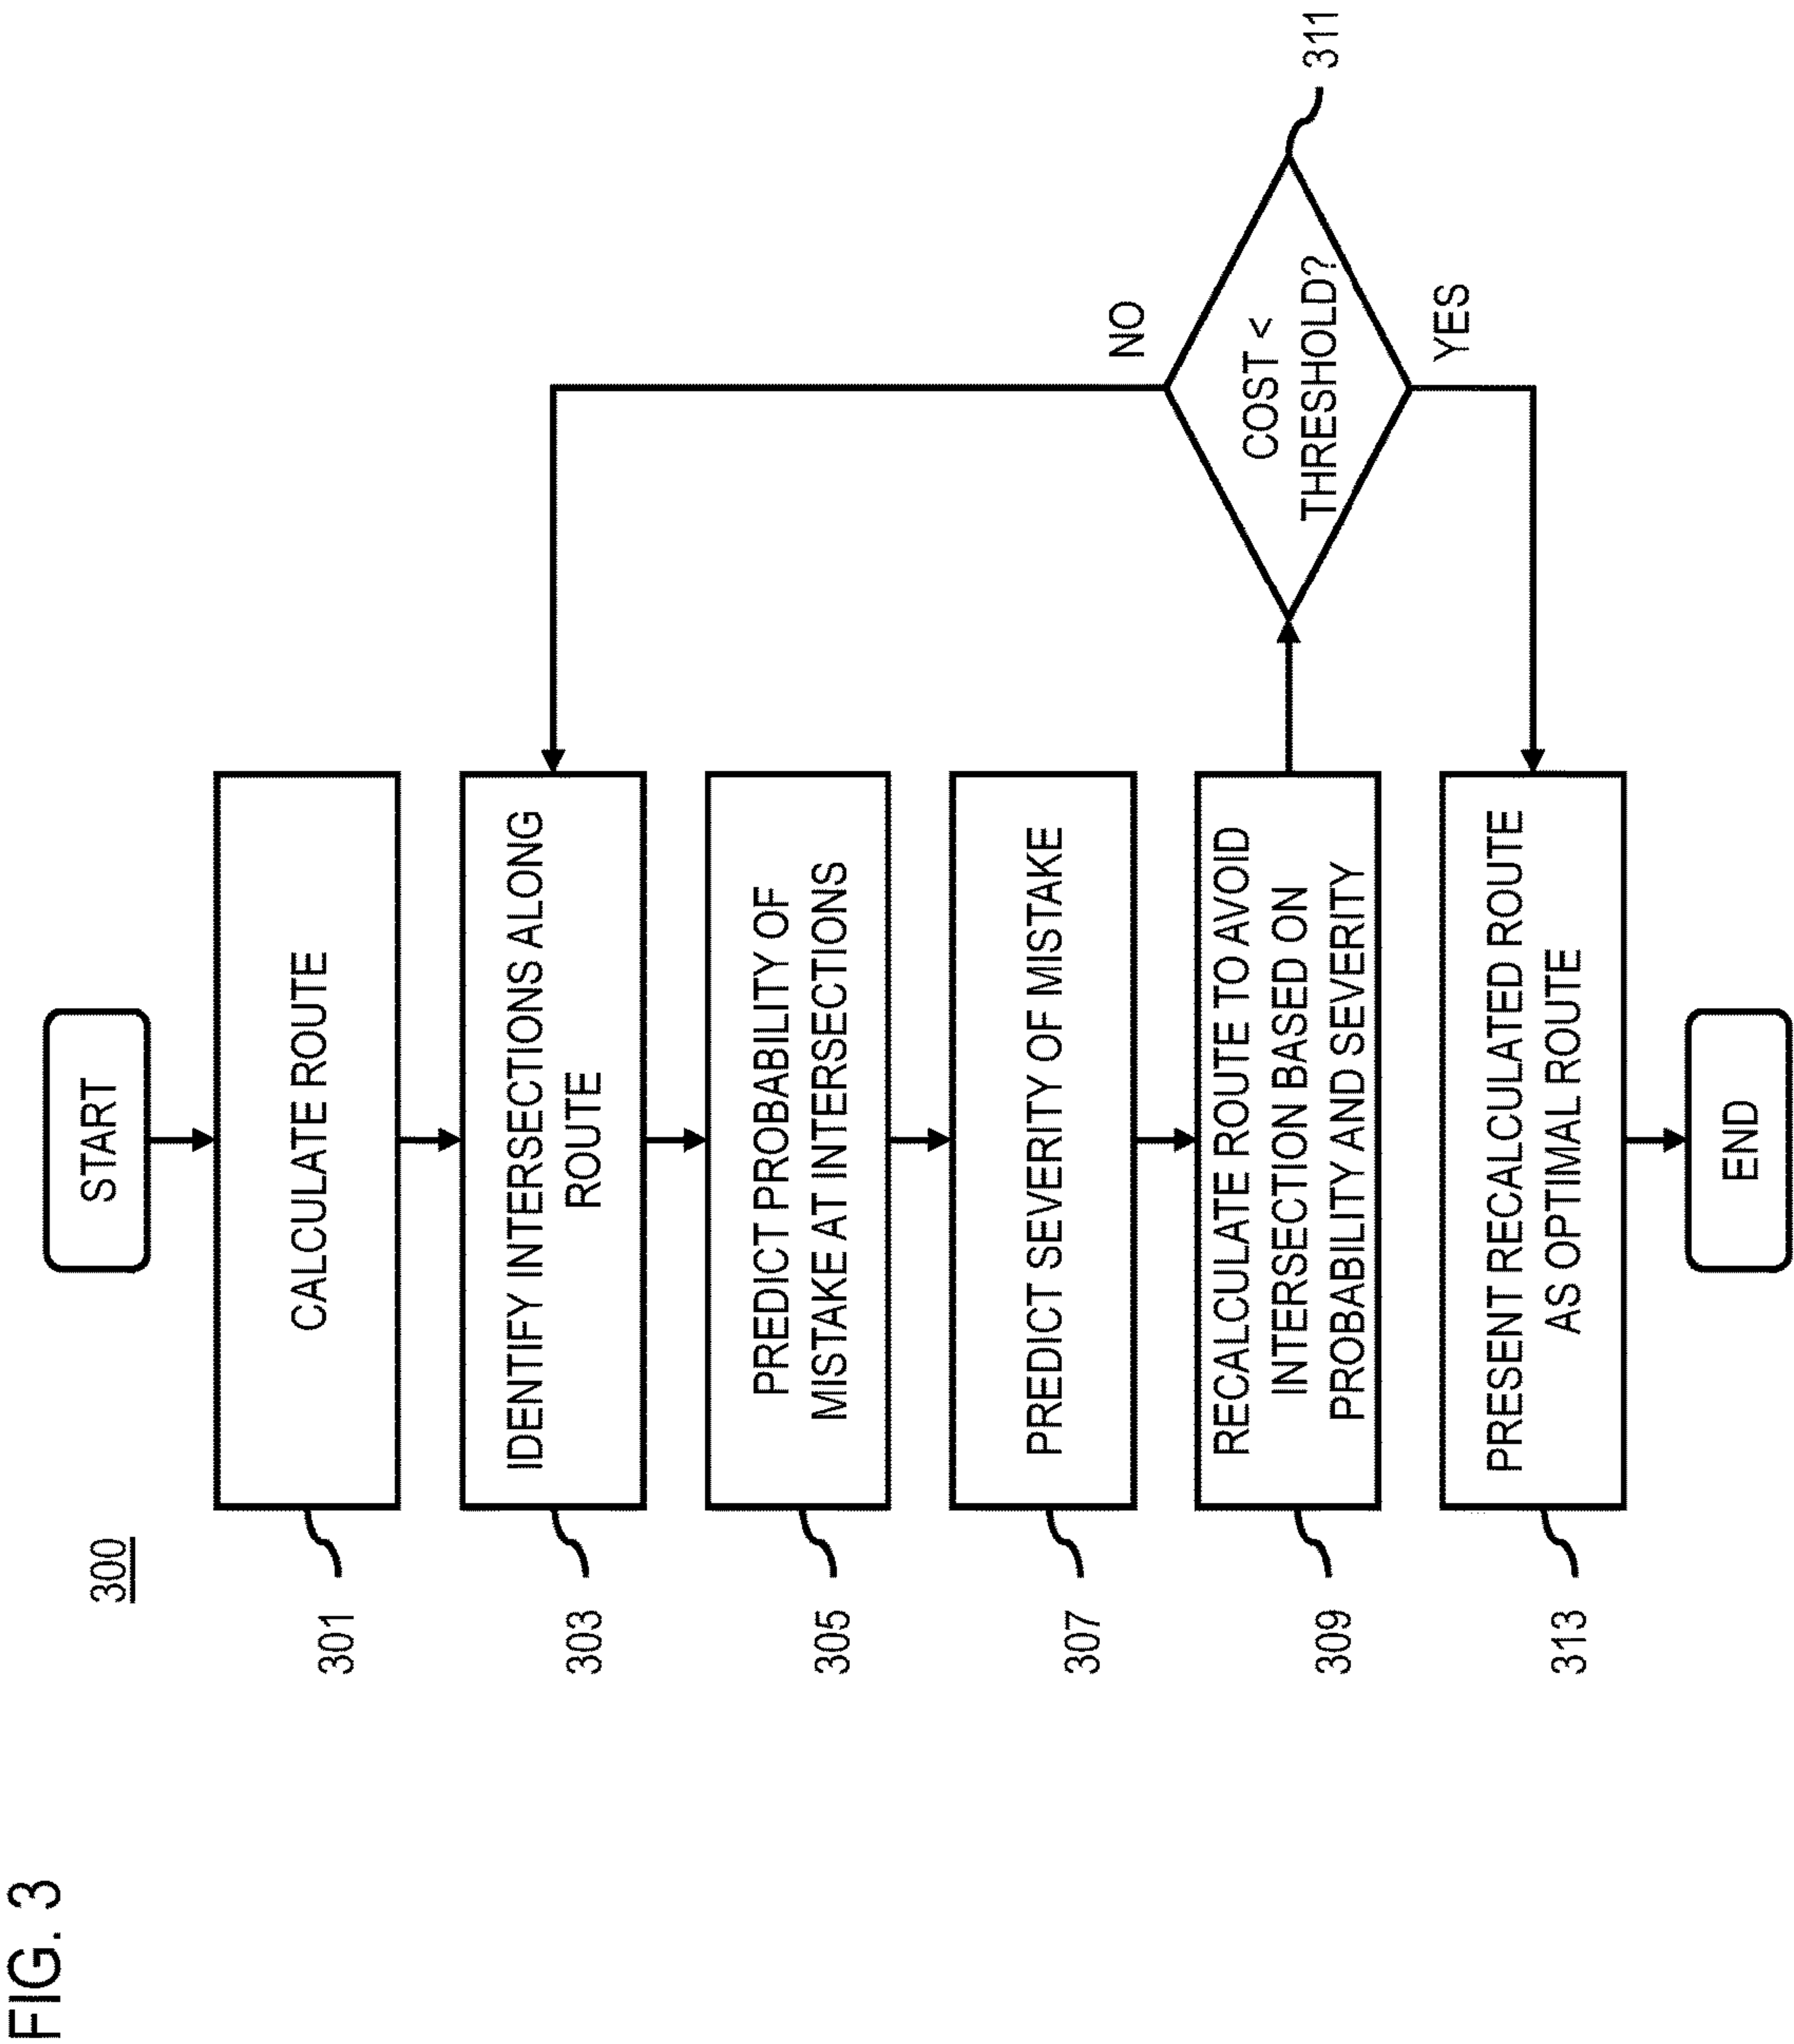 FIG. 3
300
START
301
CALCULATE ROUTE
303
IDENTIFY INTERSECTIONS ALONG
ROUTE
305
PREDICT PROBABILITY OF
MISTAKE AT INTERSECTIONS
307
PREDICT SEVERITY OF MISTAKE
309
RECALCULATE ROUTE TO AVOID
INTERSECTION BASED ON
PROBABILITY AND SEVERITY
NO
COST <
THRESHOLD?
311
YES
313
PRESENT RECALCULATED ROUTE
AS OPTIMAL ROUTE
END